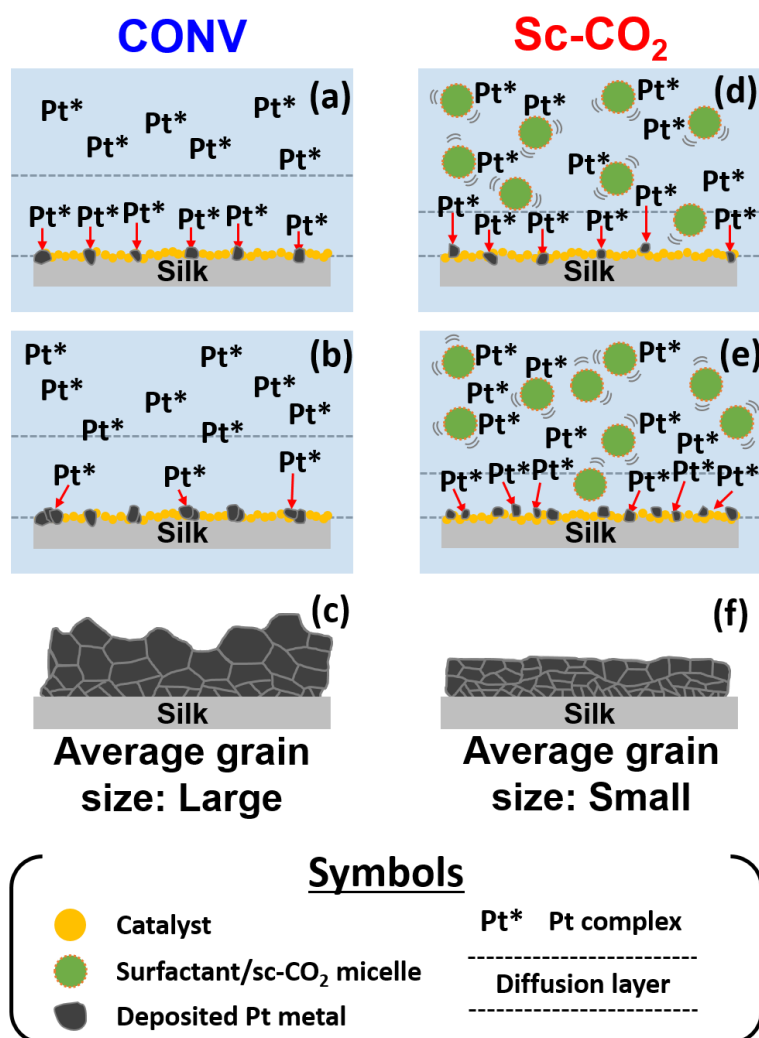 CONV
Sc-CO₂
(a)
Pt* Pt*
Pt*
Pt* Pt*
Pt*
Pt* Pt* Pt* Pt* Pt* Pt*
Silk
(d)
Pt* Pt* Pt*
Pt*
Pt* Pt*
Pt*
Pt*
Pt* Pt* Pt* Pt* Pt*
Silk
(b)
Pt* Pt*
Pt* Pt*
Pt* Pt*
Pt* Pt*
Pt* Pt* Pt*
Silk
(e)
Pt* Pt* Pt*
Pt*
Pt*
Pt* Pt*
Pt* Pt* Pt* Pt* Pt* Pt*
Silk
(c)
Silk
Average grain
size: Large
(f)
Silk
Average grain
size: Small
Symbols
Catalyst
Surfactant/sc-CO₂ micelle
Deposited Pt metal
Pt* Pt complex
Diffusion layer